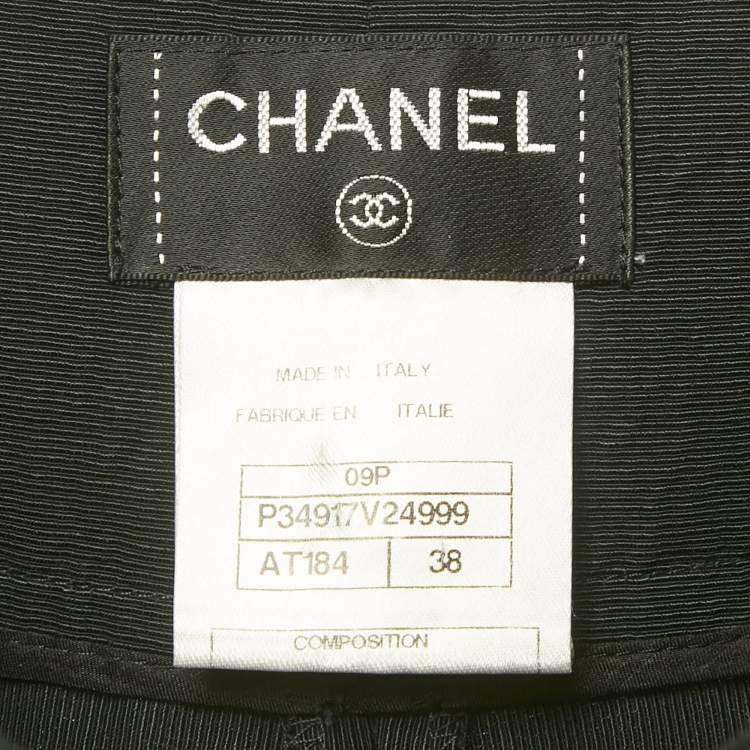 CHANEL
MADE IN ITALY
FABRIQUE EN ITALIE
09P
P34917V24999
AT184 38
COMPOSITION